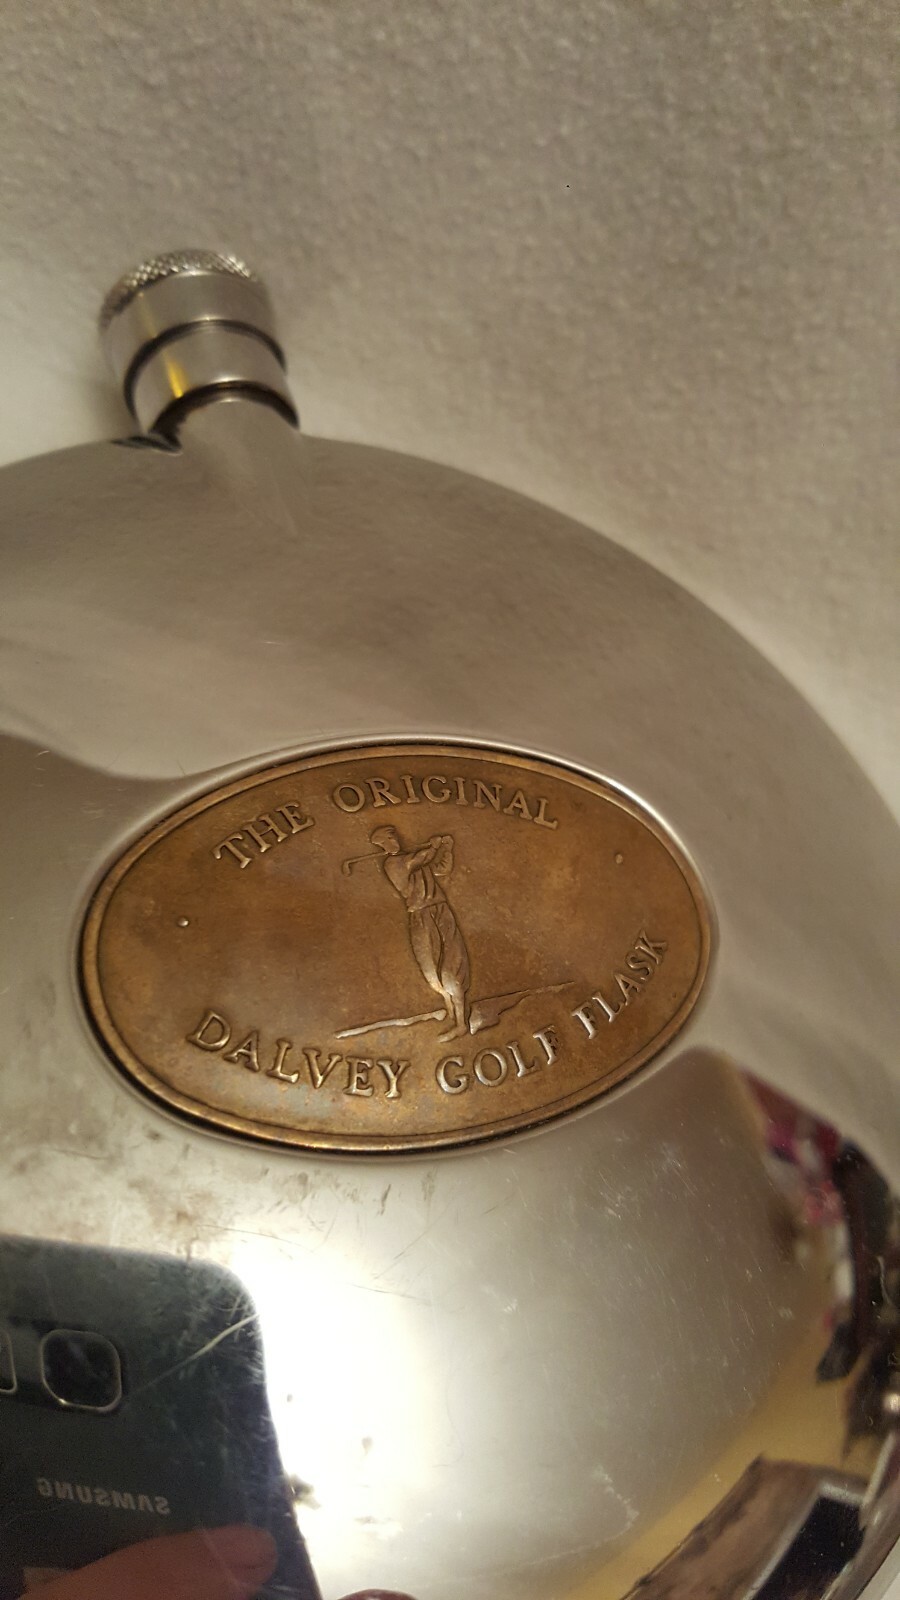 THE ORIGINAL
DALVEY GOLF FLASK
SAMSUNG